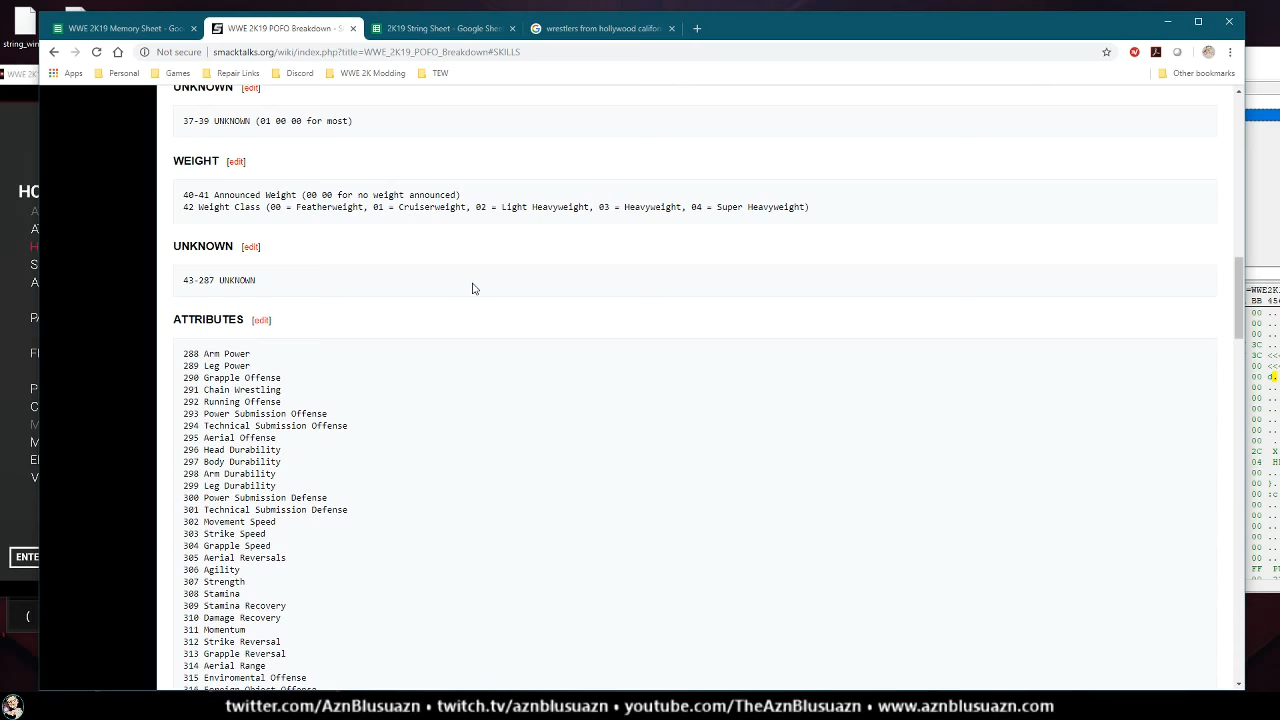 string_win
WWE 2K19 Memory Sheet - Goo
WWE 2K19 POFO Breakdown - S
2K19 String Sheet - Google Shee
wrestlers from hollywood califor
Not secure
smacktalks.org/wiki/index.php?title=WWE_2K19_POFO_Breakdown#SKILLS
Apps
Personal
Games
Repair Links
Discord
WWE 2K Modding
TEW
Other bookmarks
UNKNOWN [edit]
37-39 UNKNOWN (01 00 00 for most)
WEIGHT [edit]
40-41 Announced Weight (00 00 for no weight announced)
42 Weight Class (00 = Featherweight, 01 = Cruiserweight, 02 = Light Heavyweight, 03 = Heavyweight, 04 = Super Heavyweight)
UNKNOWN [edit]
43-287 UNKNOWN
ATTRIBUTES [edit]
288 Arm Power
289 Leg Power
290 Grapple Offense
291 Chain Wrestling
292 Running Offense
293 Power Submission Offense
294 Technical Submission Offense
295 Aerial Offense
296 Head Durability
297 Body Durability
298 Arm Durability
299 Leg Durability
300 Power Submission Defense
301 Technical Submission Defense
302 Movement Speed
303 Strike Speed
304 Grapple Speed
305 Aerial Reversals
306 Agility
307 Strength
308 Stamina
309 Stamina Recovery
310 Damage Recovery
311 Momentum
312 Strike Reversal
313 Grapple Reversal
314 Aerial Range
315 Enviromental Offense
316 Foreign Object Offense
HO
ENTE
twitter.com/AznBlusuazn • twitch.tv/aznblusuazn • youtube.com/TheAznBlusuazn • www.aznblusuazn.com